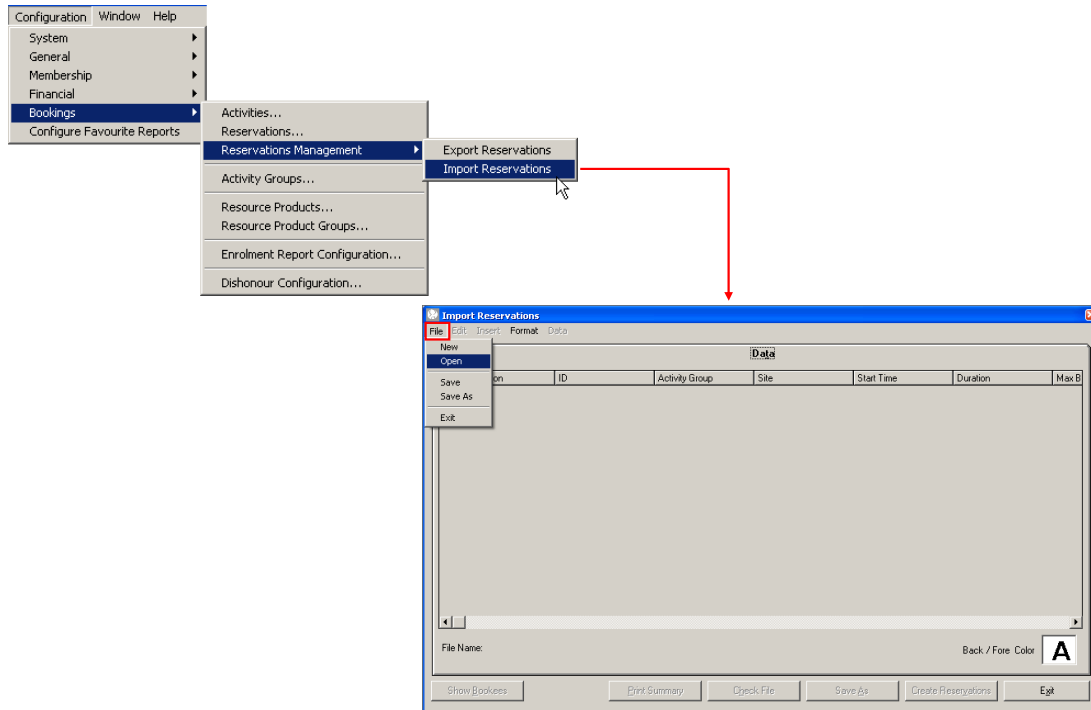 Configuration Window Help
System
General
Membership
Financial
Bookings
Configure Favourite Reports
Activities...
Reservations...
Reservations Management
Activity Groups...
Resource Products...
Resource Product Groups...
Enrolment Report Configuration...
Dishonour Configuration...
Export Reservations
Import Reservations
Import Reservations
File Edit Insert Format Data
New
Open
Save
Save As
Exit
Data
on ID Activity Group Site Start Time Duration Max B
File Name:
Back / Fore Color A
Show Bookees Print Summary Check File Save As Create Reservations Exit